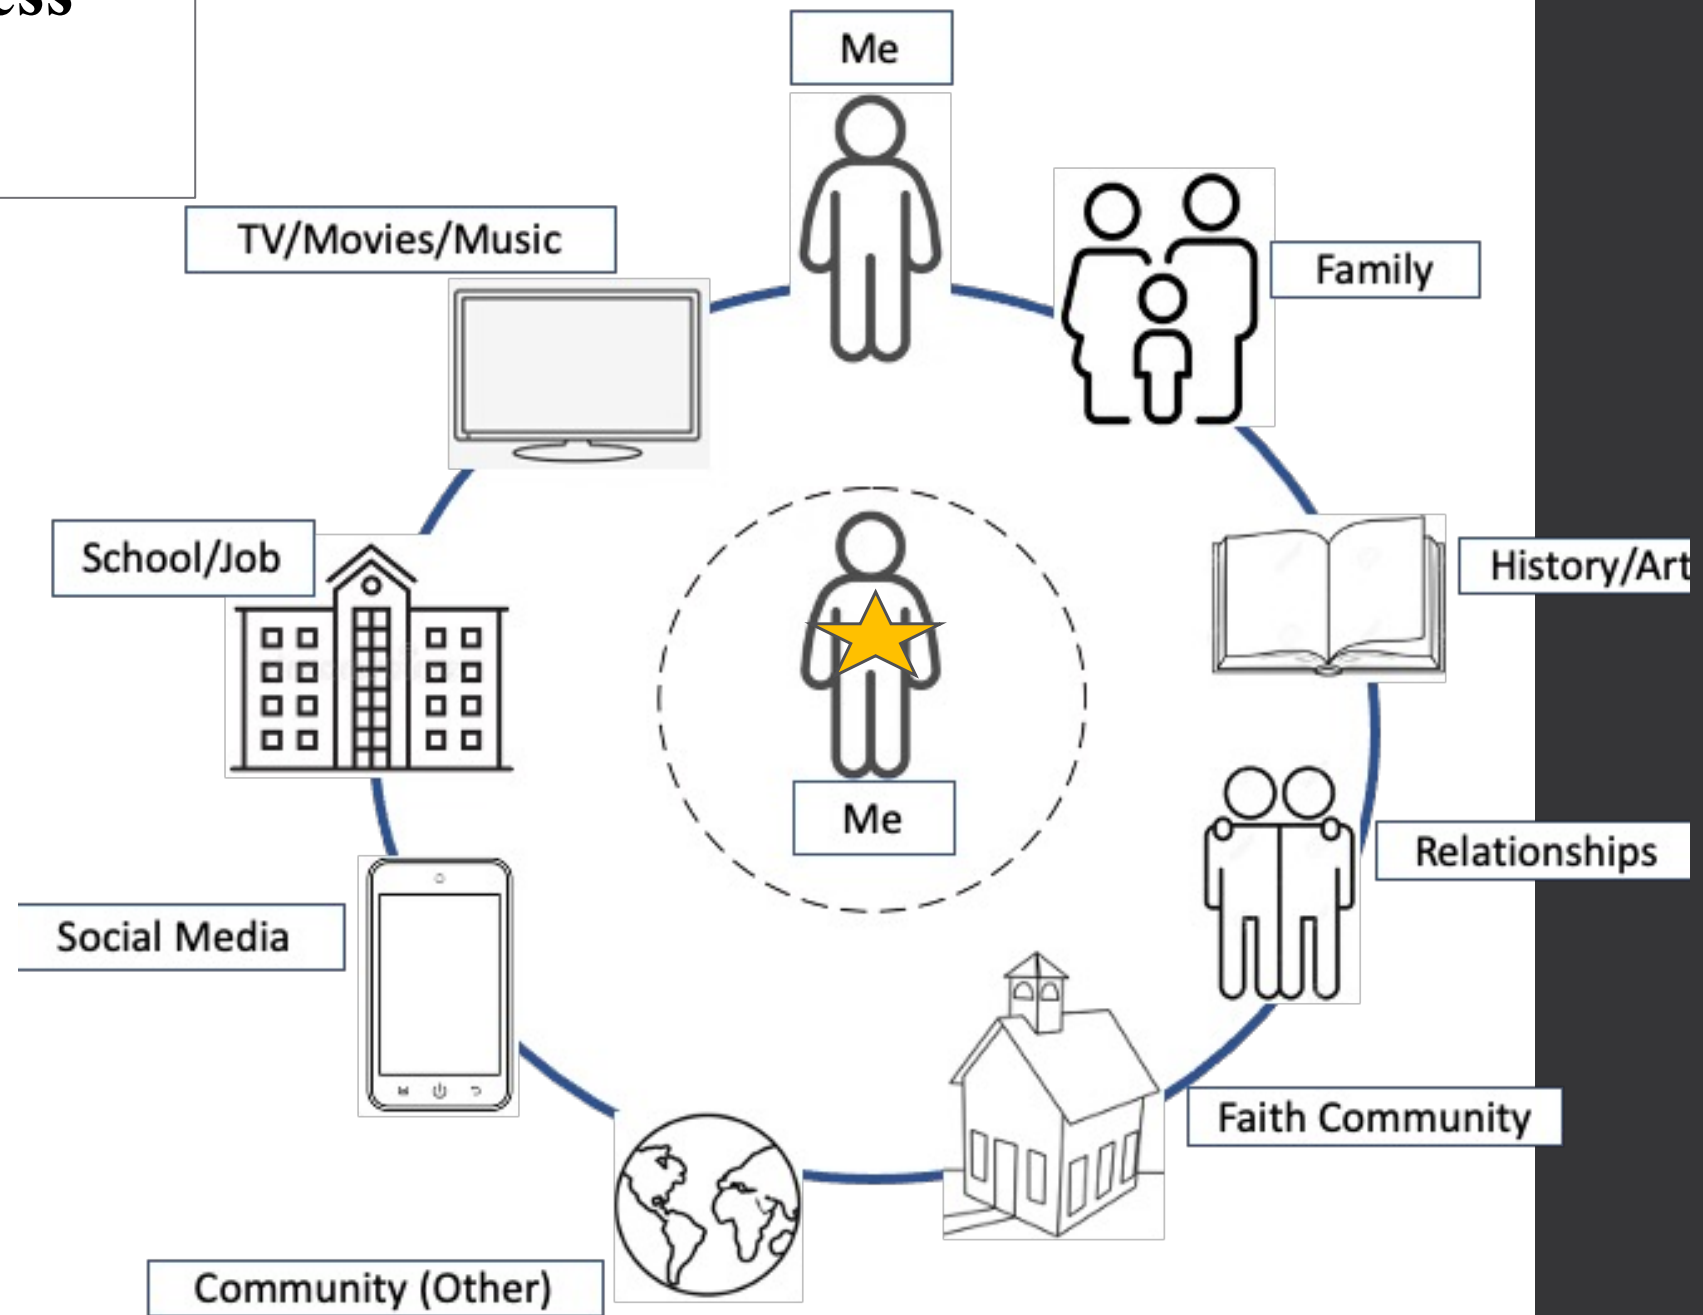 Me
TV/Movies/Music
Family
School/Job
History/Art
Me
Relationships
Social Media
Faith Community
Community (Other)